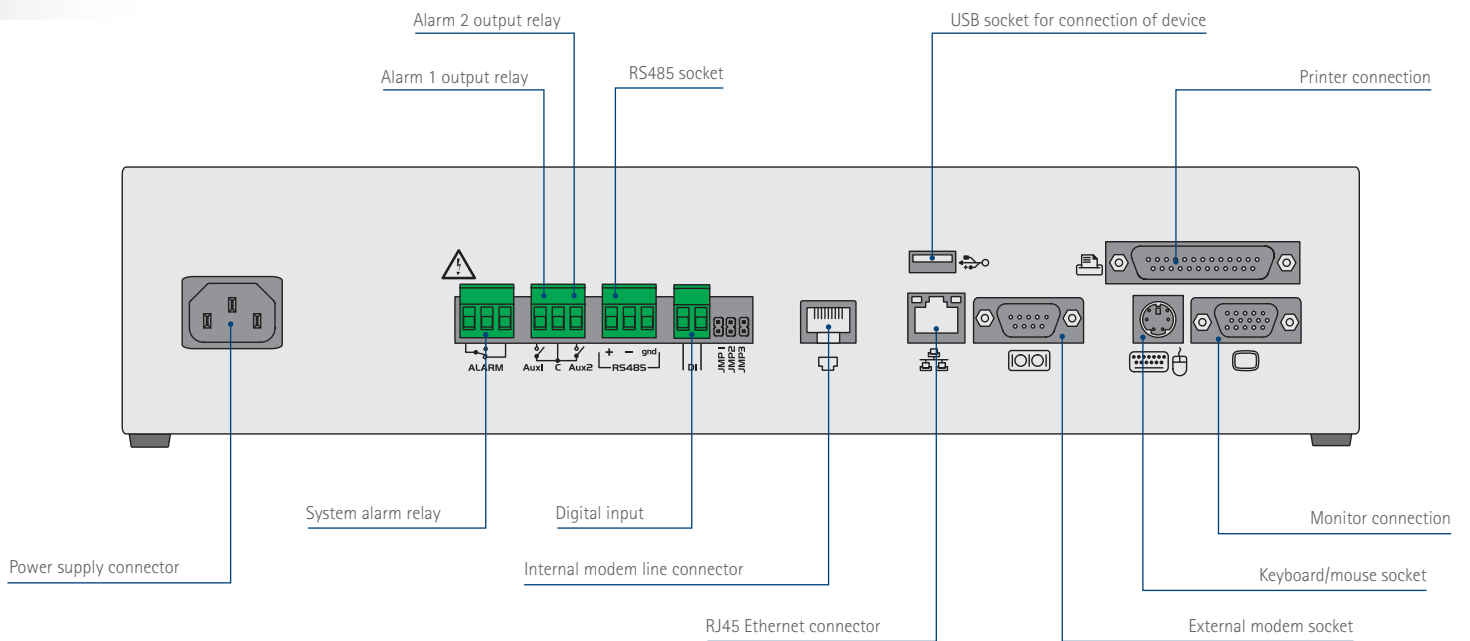 Alarm 2 output relay
USB socket for connection of device
Alarm 1 output relay
RS485 socket
Printer connection
ALARM
Aux1 C Aux2
+ - gnd
RS485
DI
JMP1
JMP2
JMP3
IOIOI
System alarm relay
Digital input
Monitor connection
Power supply connector
Internal modem line connector
Keyboard/mouse socket
RJ45 Ethernet connector
External modem socket